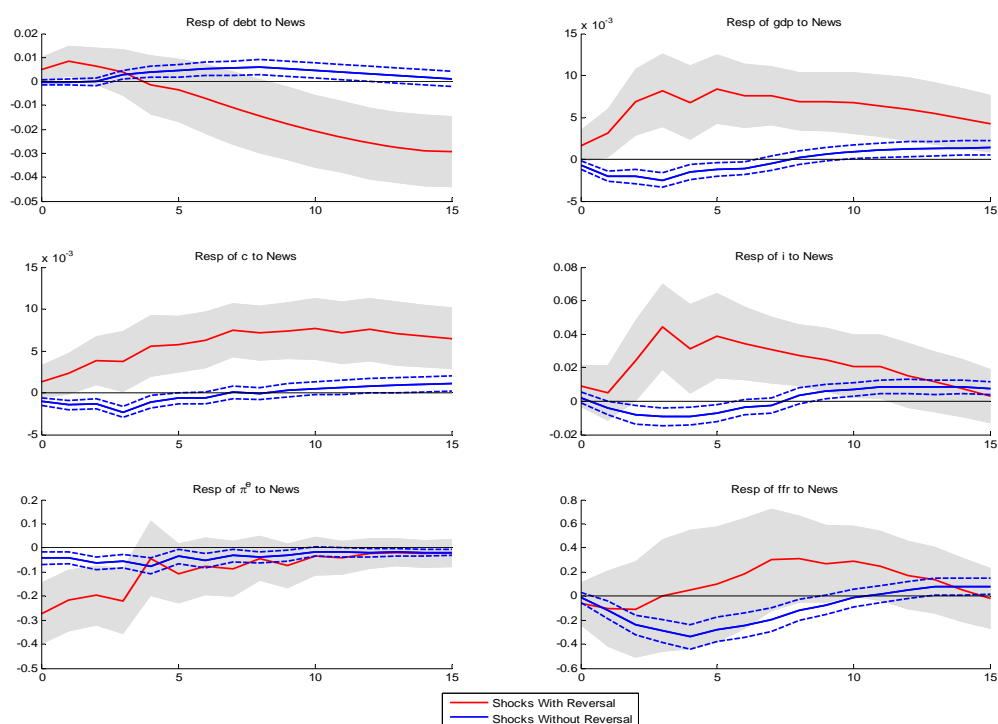 Resp of debt to News
0.02
0.01
0
-0.01
-0.02
-0.03
-0.04
-0.05
0 5 10 15
Resp of gdp to News
x 10^-3
15
10
5
0
-5
0 5 10 15
Resp of c to News
x 10^-3
15
10
5
0
-5
0 5 10 15
Resp of i to News
0.08
0.06
0.04
0.02
0
-0.02
0 5 10 15
Resp of π^e to News
0.2
0.1
0
-0.1
-0.2
-0.3
-0.4
-0.5
0 5 10 15
Resp of ffr to News
0.8
0.6
0.4
0.2
0
-0.2
-0.4
-0.6
0 5 10 15
Shocks With Reversal
Shocks Without Reversal